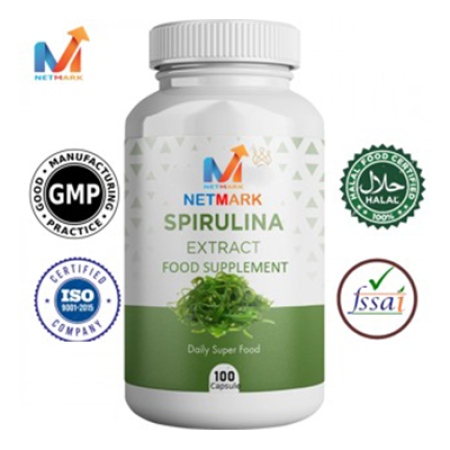 NETMARK
GOOD • MANUFACTURING PRACTICE •
GMP
CERTIFIED
ISO
9001-2015
COMPANY
NETMARK
NETMARK
SPIRULINA
EXTRACT
FOOD SUPPLEMENT
Daily Super Food
100
Capsule
HALAL FOOD CERTIFIED
حلال
HALAL
100%
fssai